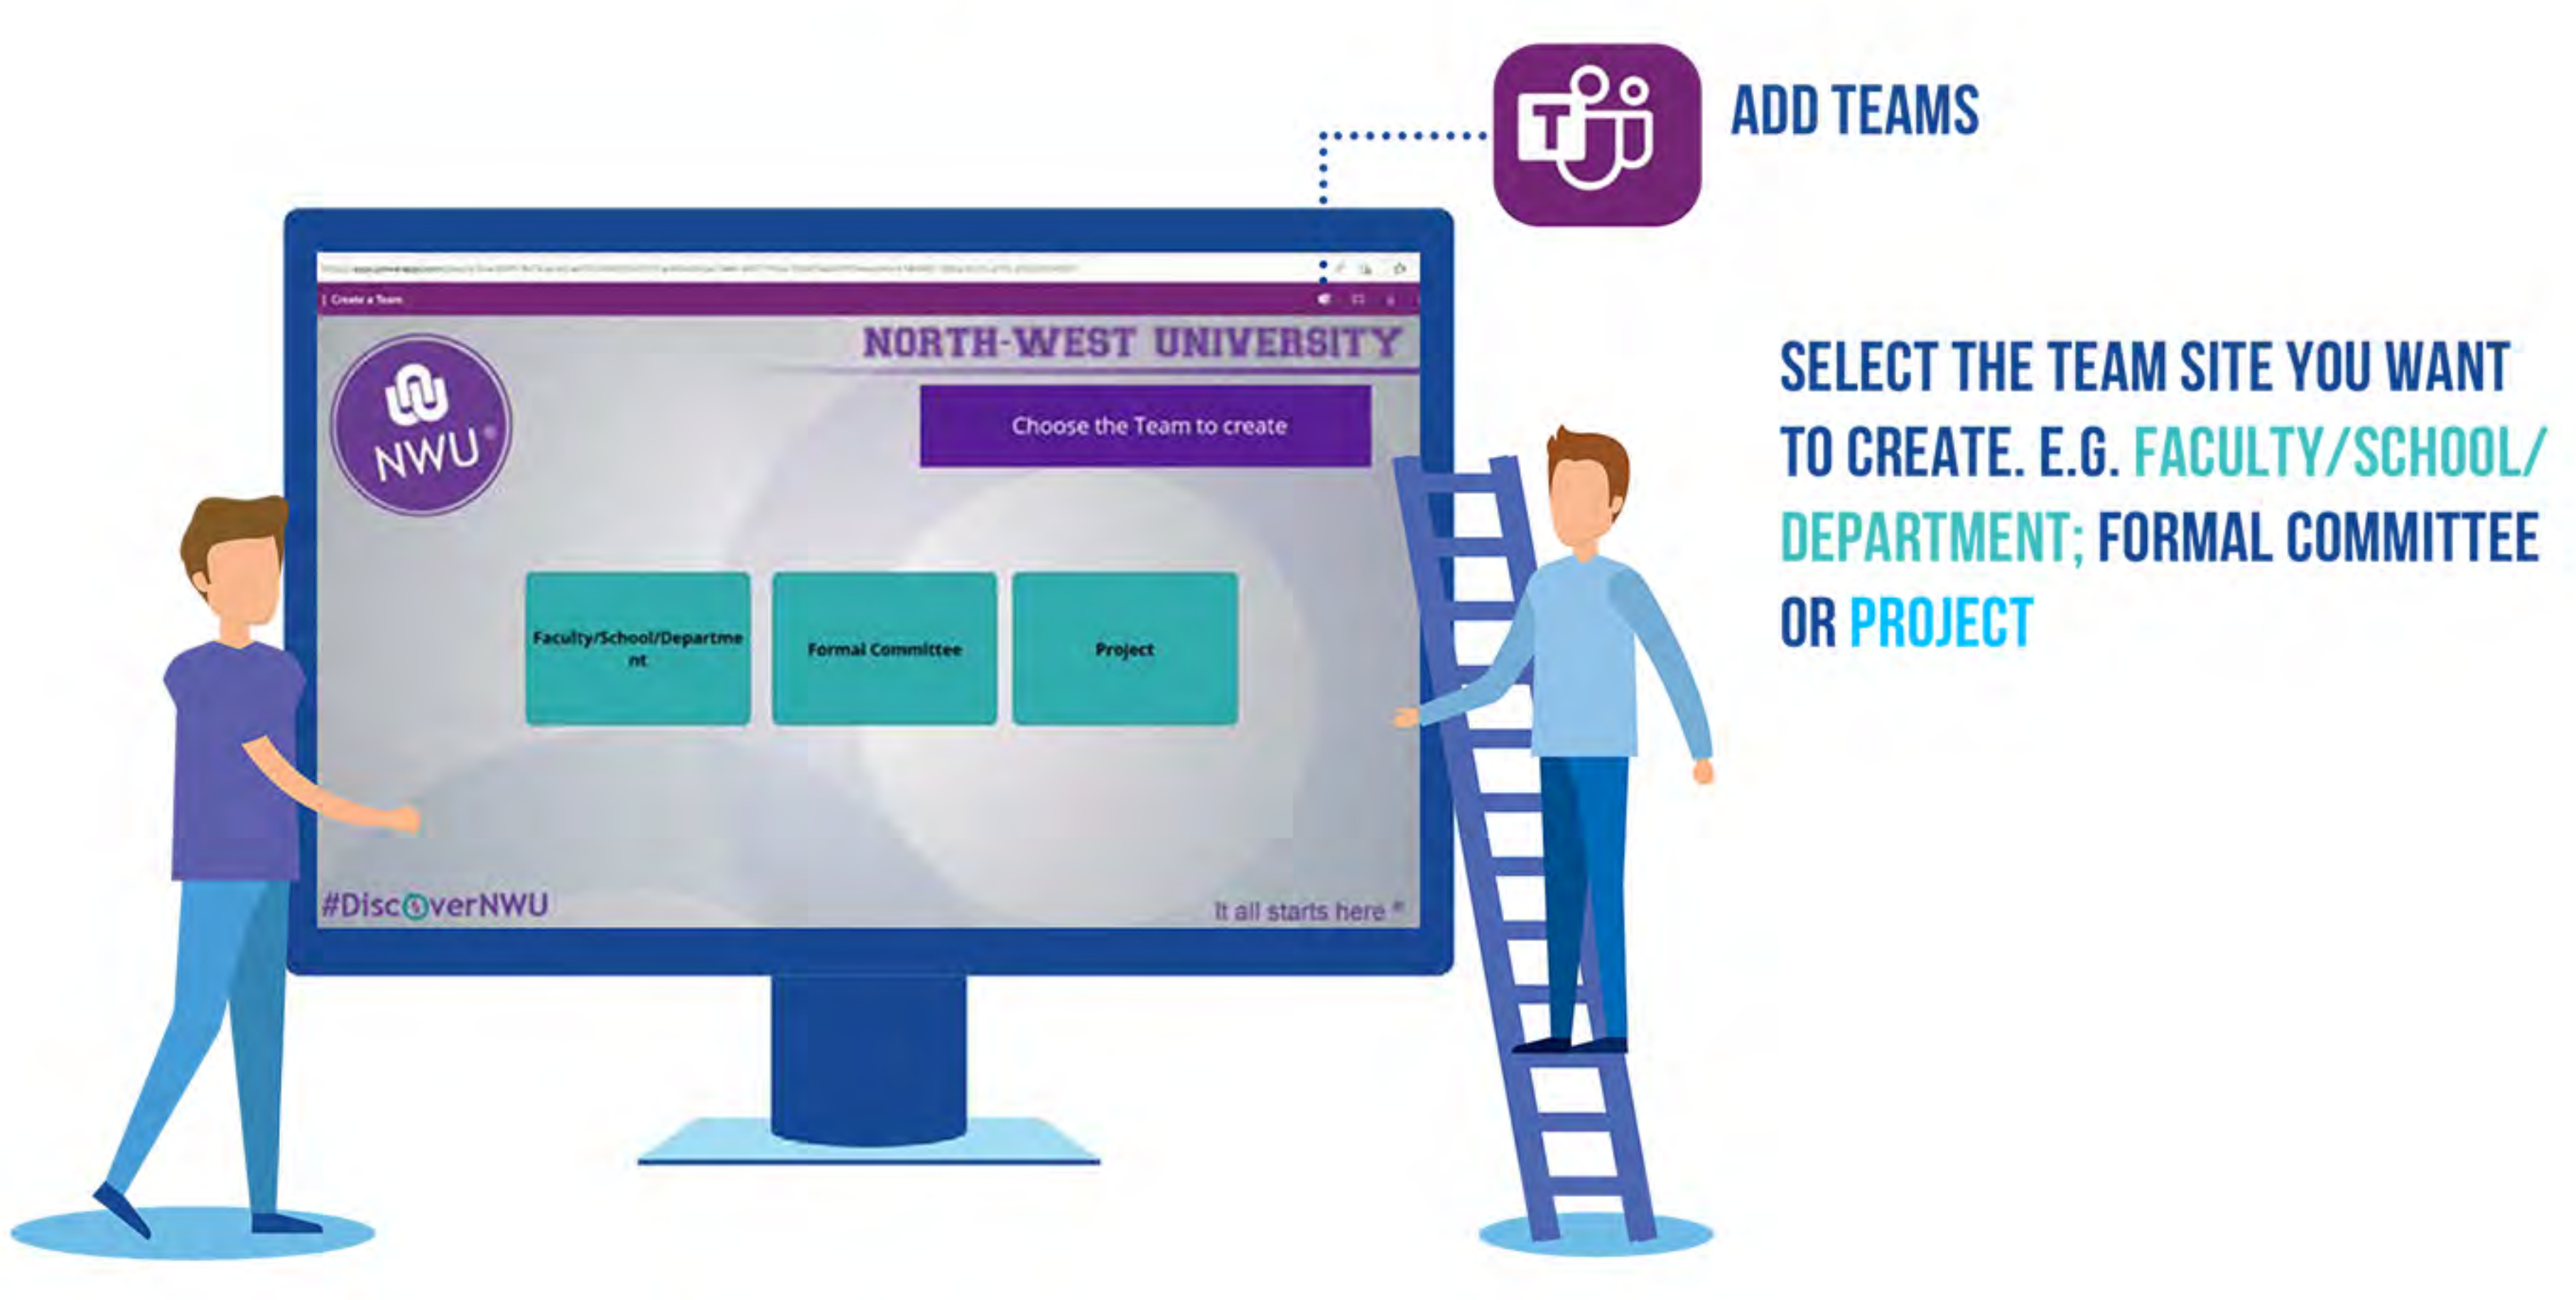 T
ADD TEAMS
Create a Team
NORTH-WEST UNIVERSITY
NWU®
Choose the Team to create
Faculty/School/Departme
nt
Formal Committee
Project
#DiscoverNWU
It all starts here ®
SELECT THE TEAM SITE YOU WANT
TO CREATE. E.G. FACULTY/SCHOOL/
DEPARTMENT; FORMAL COMMITTEE
OR PROJECT